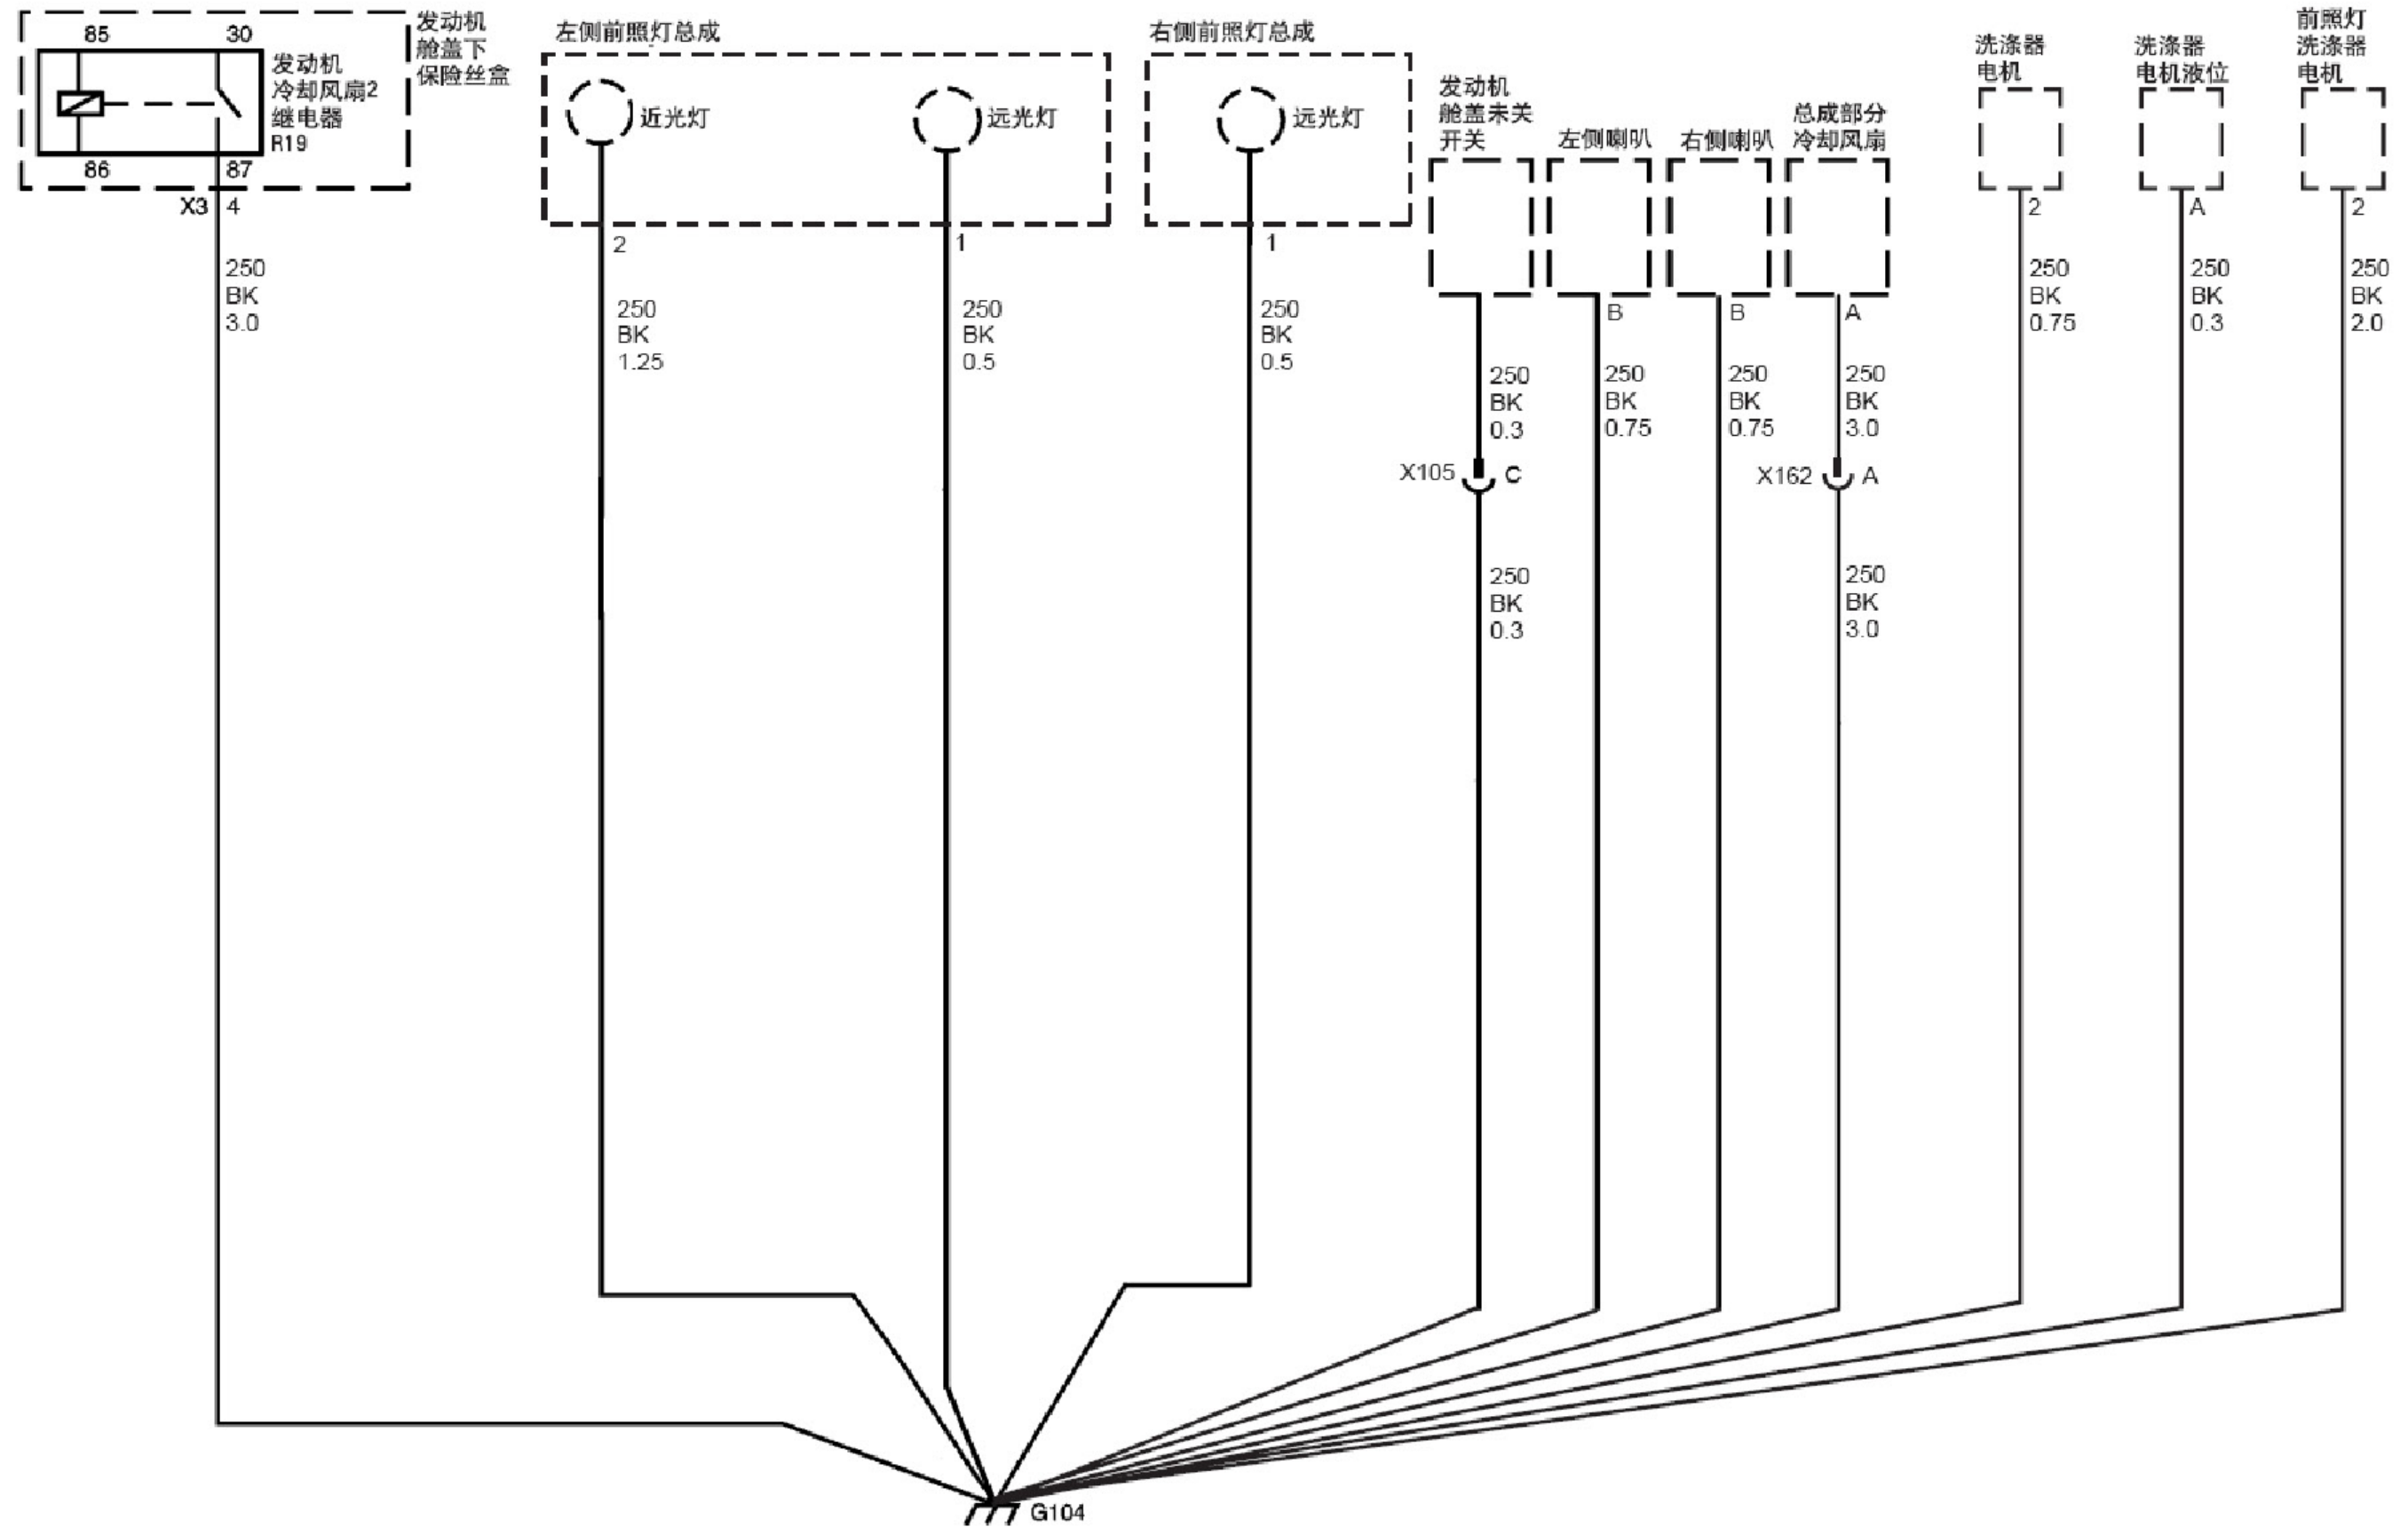 85
30
发动机
冷却风扇2
继电器
R19
86
87
发动机
舱盖下
保险丝盒
X3
4
250
BK
3.0
左侧前照灯总成
近光灯
2
250
BK
1.25
远光灯
1
250
BK
0.5
右侧前照灯总成
远光灯
1
250
BK
0.5
发动机
舱盖未关
开关
250
BK
0.3
X105
C
250
BK
0.3
左侧喇叭
B
250
BK
0.75
右侧喇叭
B
250
BK
0.75
总成部分
冷却风扇
A
250
BK
3.0
X162
A
250
BK
3.0
洗涤器
电机
2
250
BK
0.75
洗涤器
电机液位
A
250
BK
0.3
前照灯
洗涤器
电机
2
250
BK
2.0
G104